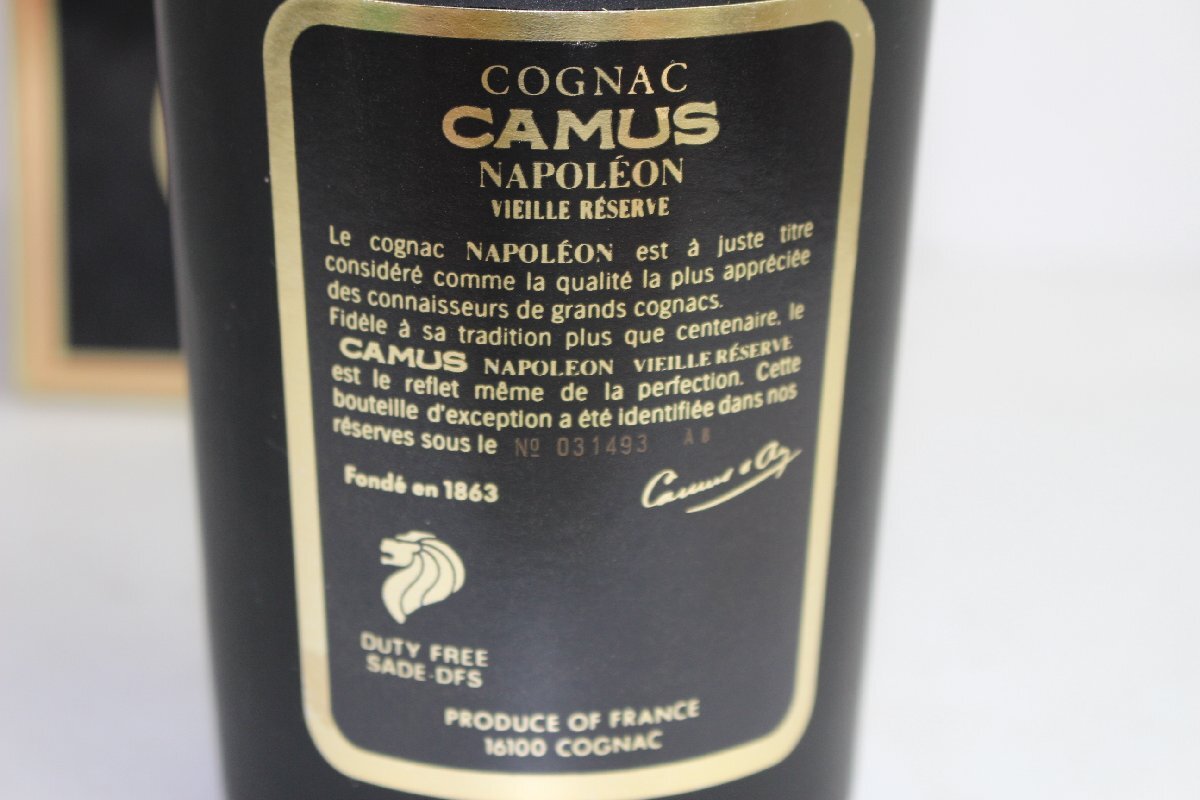 COGNAC
CAMUS
NAPOLÉON
VIEILLE RÉSERVE
Le cognac NAPOLÉON est à juste titre
considéré comme la qualité la plus appréciée
des connaisseurs de grands cognacs.
Fidèle à sa tradition plus que centenaire, le
CAMUS NAPOLEON VIEILLE RÉSERVE
est le reflet même de la perfection. Cette
bouteille d'exception a été identifiée dans nos
réserves sous le Nº 031493 AB
Fondé en 1863
Camus & Cie
DUTY FREE
SADE-DFS
PRODUCE OF FRANCE
16100 COGNAC